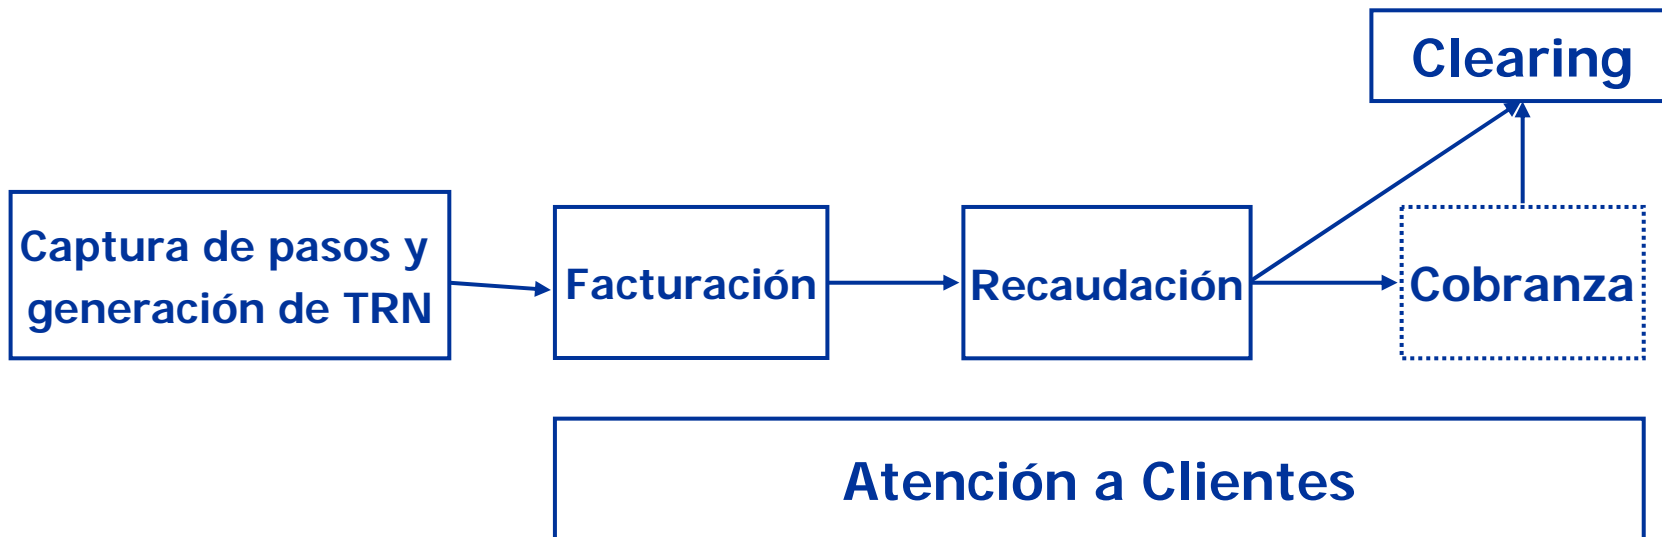 Clearing
Captura de pasos y
generación de TRN
Facturación
Recaudación
Cobranza
Atención a Clientes